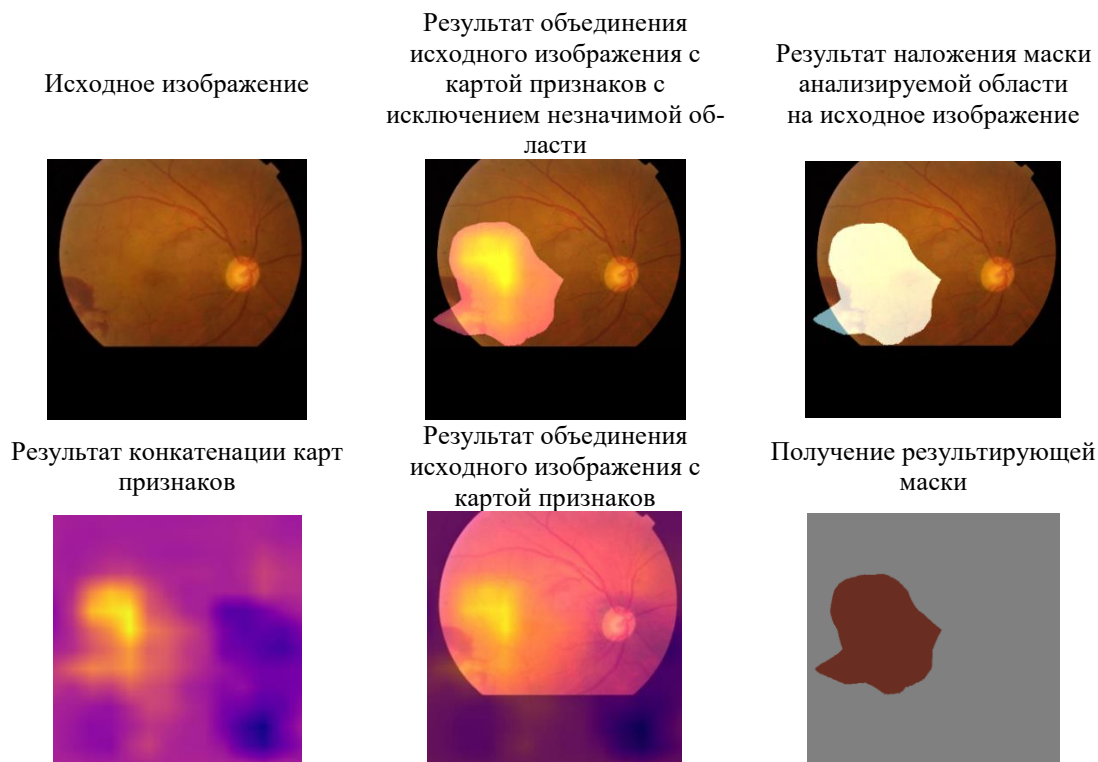 Исходное изображение
Результат объединения
исходного изображения с
картой признаков с
исключением незначимой об-
ласти
Результат наложения маски
анализируемой области
на исходное изображение
Результат конкатенации карт
признаков
Результат объединения
исходного изображения с
картой признаков
Получение результирующей
маски